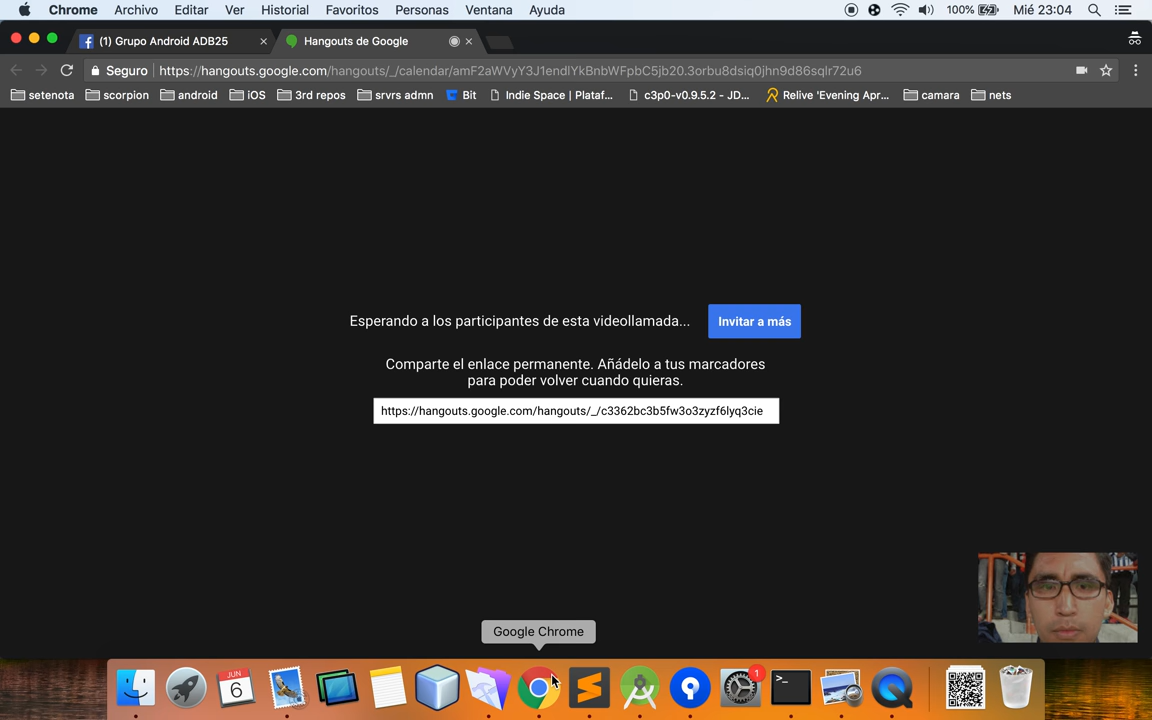 Chrome Archivo Editar Ver Historial Favoritos Personas Ventana Ayuda 100% Mié 23:04
(1) Grupo Android ADB25 Hangouts de Google
Seguro https://hangouts.google.com/hangouts/_/calendar/amF2aWVyY3J1endlYkBnbWFpbC5jb20.3orbu8dsiq0jhn9d86sqlr72u6
setenota scorpion android iOS 3rd repos srvrs admn Bit Indie Space | Plataf... c3p0-v0.9.5.2 - JD... Relive 'Evening Apr... camara nets
Esperando a los participantes de esta videollamada... Invitar a más
Comparte el enlace permanente. Añádelo a tus marcadores
para poder volver cuando quieras.
https://hangouts.google.com/hangouts/_/c3362bc3b5fw3o3zyzf6lyq3cie
Google Chrome
JUN
6
1